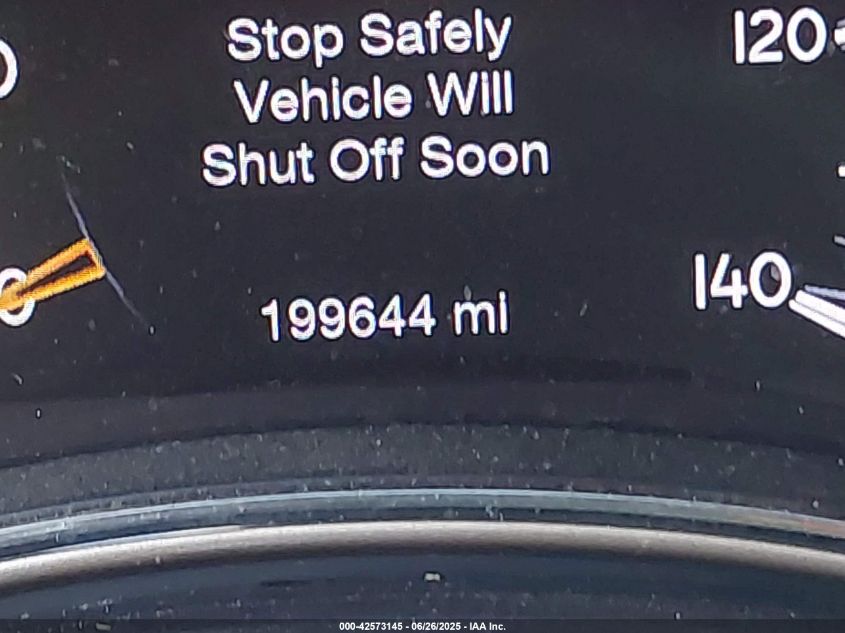 Stop Safely
120
Vehicle Will
Shut Off Soon
140
199644 mi
000-42573145 - 06/26/2025 - IAA Inc.